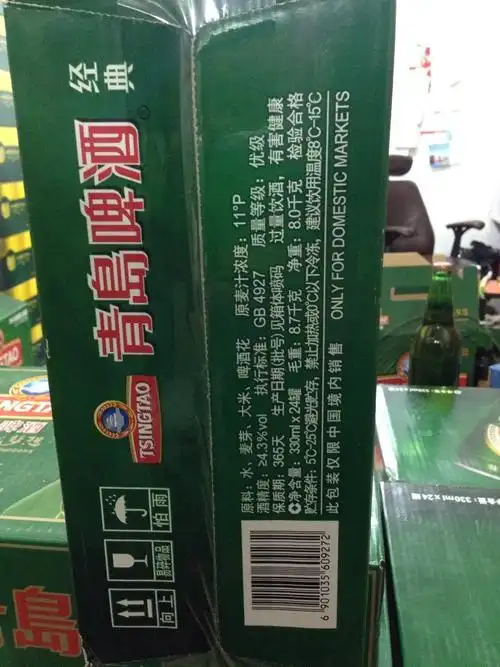 经典
青岛啤酒
TSINGTAO
怕雨
易碎物品
向上
原料：水、麦芽、大米、啤酒花 原麦汁浓度：11°P
酒精度：≥4.3%vol 执行标准：GB 4927 质量等级：优级
保质期：365天 生产日期(批号)见箱体喷码 过量饮酒，有害健康
净含量：330ml×24罐 毛重：8.7千克 净重：8.0千克 检验合格
贮存条件：5℃-25℃避光贮存，禁止加热或0℃以下冷冻，建议饮用温度8℃-15℃
此包装仅限中国境内销售 ONLY FOR DOMESTIC MARKETS
6 901035 609272
330ml×24罐